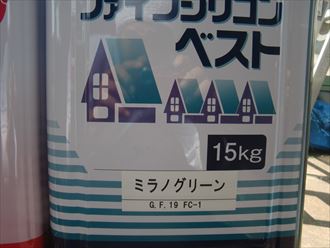 ファインシリコン
ベスト
15kg
ミラノグリーン
G.F.19 FC-1